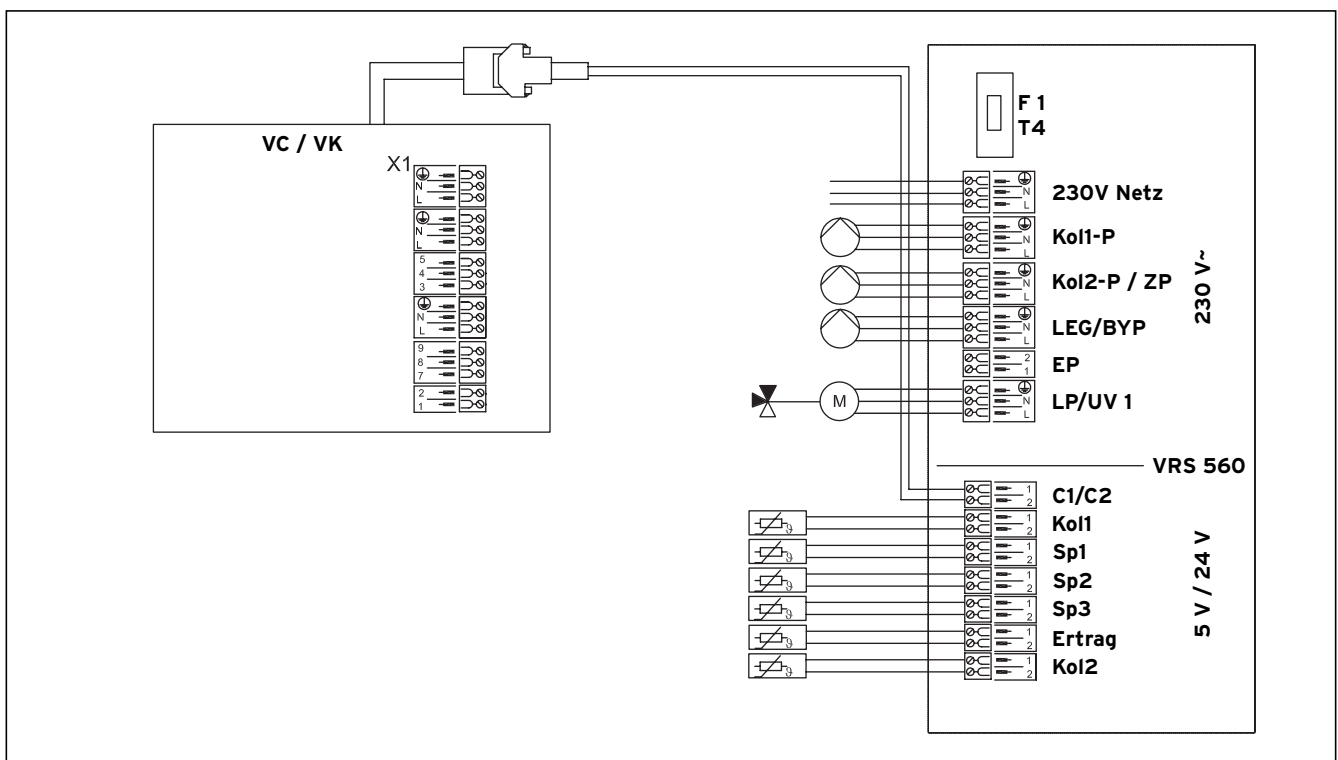 VC / VK
X1
N
L
N
L
5
4
3
N
L
9
8
7
2
1
F 1
T4
N
L
230V Netz
N
L
Kol1-P
N
L
Kol2-P / ZP
N
L
LEG/BYP
2
1
EP
M
N
L
LP/UV 1
230 V~
VRS 560
1
2
C1/C2
ϑ
1
2
Kol1
ϑ
1
2
Sp1
ϑ
1
2
Sp2
ϑ
1
2
Sp3
ϑ
1
2
Ertrag
ϑ
1
2
Kol2
5 V / 24 V